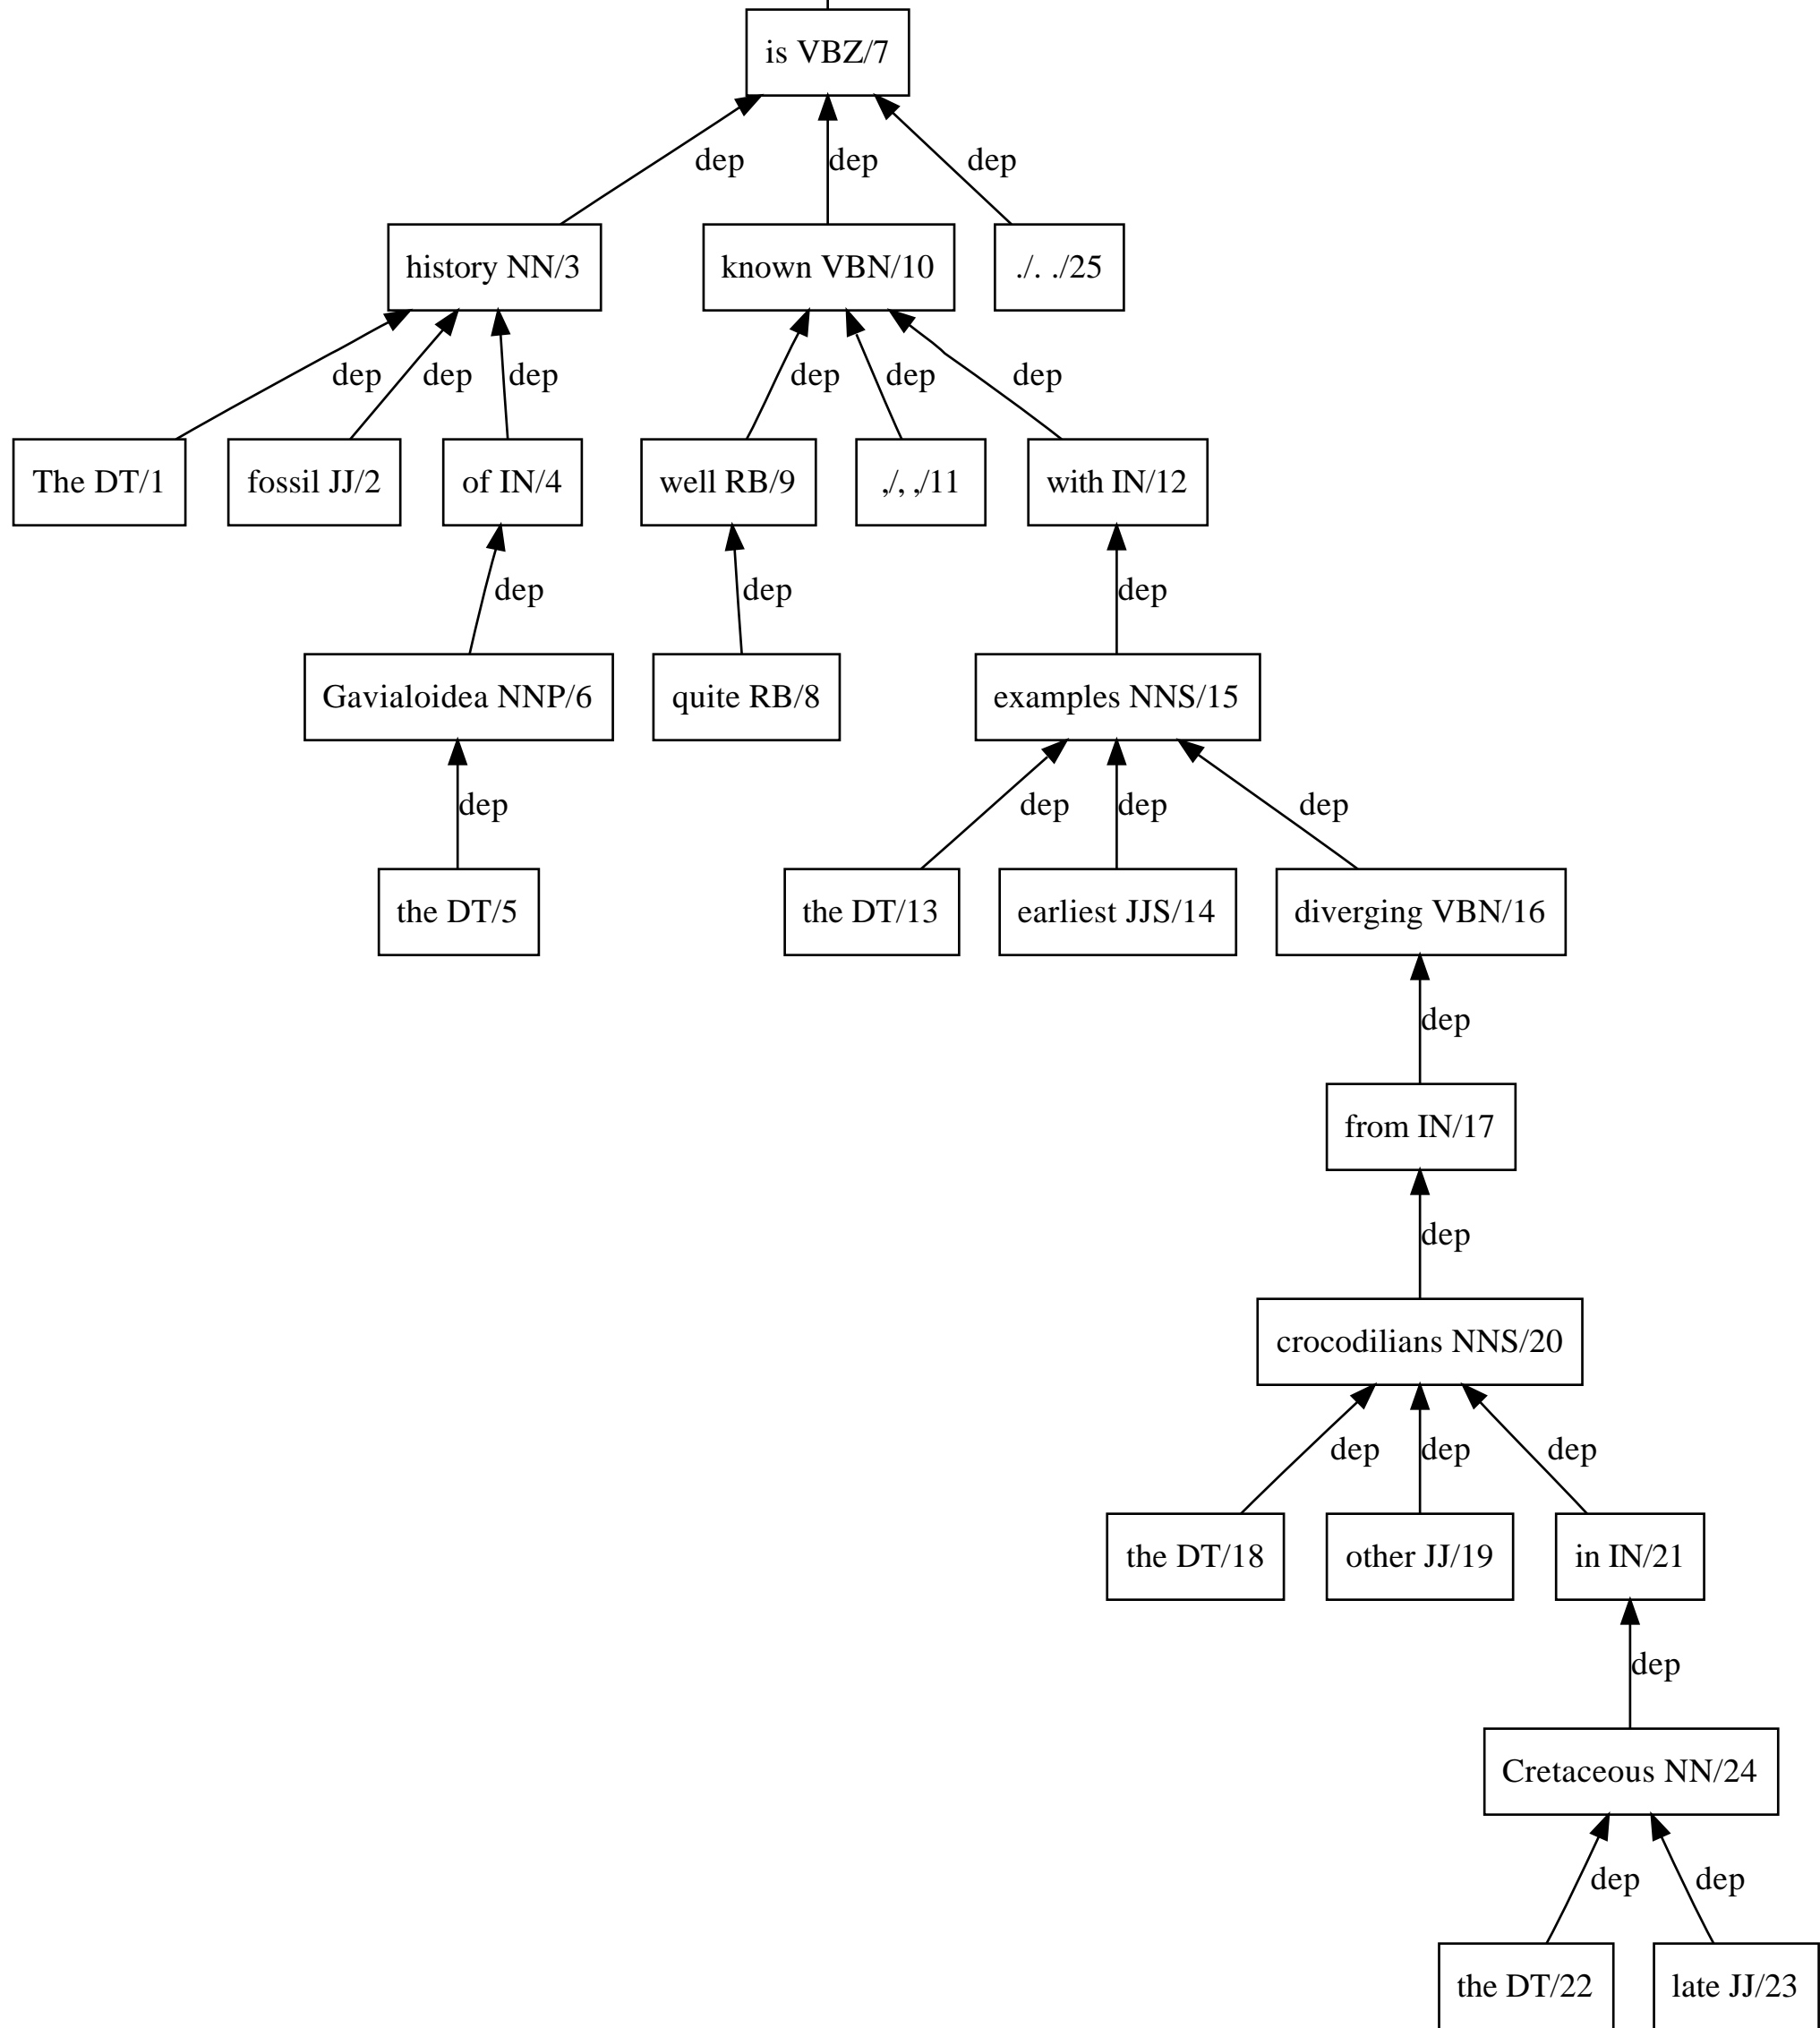 is VBZ/7
dep dep dep
history NN/3 known VBN/10 ./. ./25
dep dep dep dep dep dep
The DT/1 fossil JJ/2 of IN/4 well RB/9 ,/, ,/11 with IN/12
dep dep dep
Gavialoidea NNP/6 quite RB/8 examples NNS/15
dep dep dep dep
the DT/5 the DT/13 earliest JJS/14 diverging VBN/16
dep
from IN/17
dep
crocodilians NNS/20
dep dep dep
the DT/18 other JJ/19 in IN/21
dep
Cretaceous NN/24
dep dep
the DT/22 late JJ/23